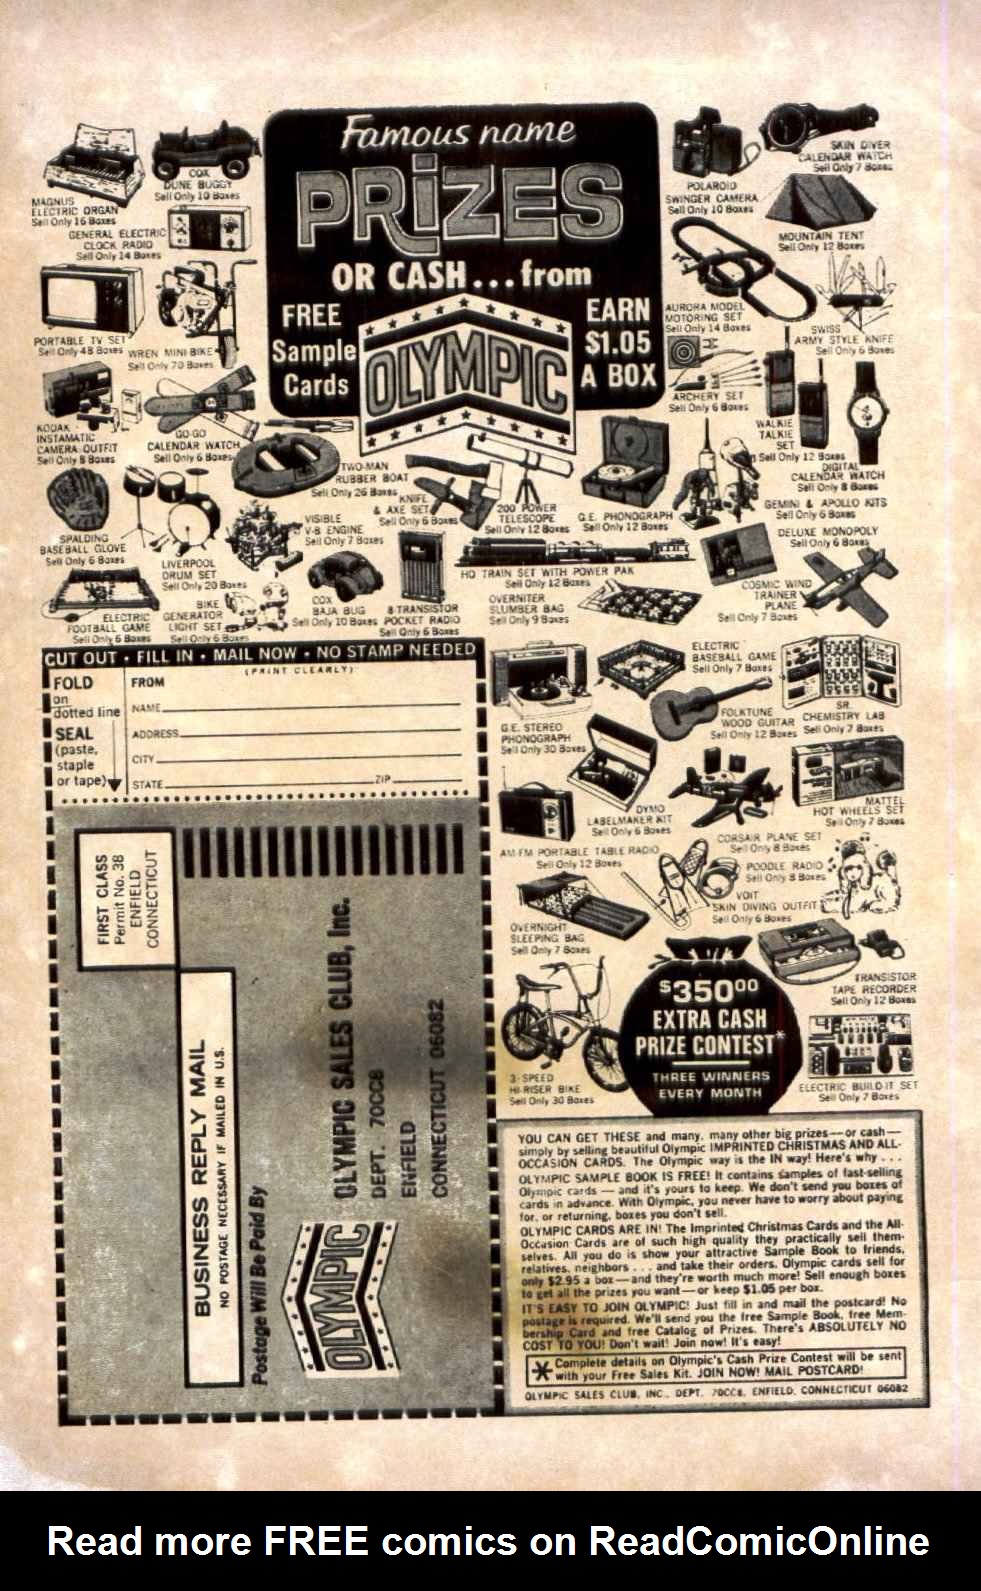 Famous name
PRiZES
OR CASH...from
FREE
Sample
Cards
OLYMPIC
EARN
$1.05
A BOX
MAGNUS
ELECTRIC ORGAN
Sell Only 16 Boxes
COX
DUNE BUGGY
Sell Only 10 Boxes
GENERAL ELECTRIC
CLOCK RADIO
Sell Only 14 Boxes
PORTABLE TV SET
Sell Only 48 Boxes
WREN MINI-BIKE
Sell Only 70 Boxes
KODAK
INSTAMATIC
CAMERA OUTFIT
Sell Only 8 Boxes
GO-GO
CALENDAR WATCH
Sell Only 6 Boxes
TWO-MAN
RUBBER BOAT
Sell Only 26 Boxes
KNIFE
& AXE SET
Sell Only 6 Boxes
200 POWER
TELESCOPE
Sell Only 12 Boxes
G.E. PHONOGRAPH
Sell Only 12 Boxes
POLAROID
SWINGER CAMERA
Sell Only 10 Boxes
SKIN DIVER
CALENDAR WATCH
Sell Only 7 Boxes
MOUNTAIN TENT
Sell Only 12 Boxes
AURORA MODEL
MOTORING SET
Sell Only 14 Boxes
SWISS
ARMY STYLE KNIFE
Sell Only 6 Boxes
ARCHERY SET
Sell Only 6 Boxes
WALKIE
TALKIE
SET
Sell Only 12 Boxes
DIGITAL
CALENDAR WATCH
Sell Only 8 Boxes
GEMINI & APOLLO KITS
Sell Only 6 Boxes
SPALDING
BASEBALL GLOVE
Sell Only 6 Boxes
LIVERPOOL
DRUM SET
Sell Only 20 Boxes
VISIBLE
V-8 ENGINE
Sell Only 7 Boxes
HO TRAIN SET WITH POWER PAK
Sell Only 12 Boxes
DELUXE MONOPOLY
Sell Only 6 Boxes
COSMIC WIND
TRAINER
PLANE
Sell Only 7 Boxes
ELECTRIC
FOOTBALL GAME
Sell Only 6 Boxes
BIKE
GENERATOR
LIGHT SET
Sell Only 6 Boxes
COX
BAJA BUG
Sell Only 10 Boxes
8-TRANSISTOR
POCKET RADIO
Sell Only 6 Boxes
OVERNITER
SLUMBER BAG
Sell Only 9 Boxes
CUT OUT • FILL IN • MAIL NOW • NO STAMP NEEDED
(PRINT CLEARLY)
FOLD
on
dotted line
SEAL
(paste,
staple
or tape)
FROM
NAME
ADDRESS
CITY
STATE ZIP
FIRST CLASS
Permit No. 38
ENFIELD
CONNECTICUT
BUSINESS REPLY MAIL
NO POSTAGE NECESSARY IF MAILED IN U.S.
Postage Will Be Paid By
OLYMPIC
OLYMPIC SALES CLUB, Inc.
DEPT. 70CC8
ENFIELD
CONNECTICUT 06082
G.E. STEREO
PHONOGRAPH
Sell Only 30 Boxes
ELECTRIC
BASEBALL GAME
Sell Only 7 Boxes
FOLKTUNE
WOOD GUITAR
Sell Only 12 Boxes
SR.
CHEMISTRY LAB
Sell Only 7 Boxes
DYMO
LABELMAKER KIT
Sell Only 6 Boxes
MATTEL
HOT WHEELS SET
Sell Only 7 Boxes
AM-FM PORTABLE TABLE RADIO
Sell Only 12 Boxes
CORSAIR PLANE SET
Sell Only 8 Boxes
POODLE RADIO
Sell Only 8 Boxes
VOIT
SKIN DIVING OUTFIT
Sell Only 6 Boxes
OVERNIGHT
SLEEPING BAG
Sell Only 7 Boxes
TRANSISTOR
TAPE RECORDER
Sell Only 12 Boxes
3-SPEED
HI-RISER BIKE
Sell Only 30 Boxes
$350⁰⁰
EXTRA CASH
PRIZE CONTEST*
THREE WINNERS
EVERY MONTH
ELECTRIC BUILD-IT SET
Sell Only 7 Boxes
YOU CAN GET THESE and many, many other big prizes—or cash—
simply by selling beautiful Olympic IMPRINTED CHRISTMAS AND ALL-
OCCASION CARDS. The Olympic way is the IN way! Here's why . . .
OLYMPIC SAMPLE BOOK IS FREE! It contains samples of fast-selling
Olympic cards — and it's yours to keep. We don't send you boxes of
cards in advance. With Olympic, you never have to worry about paying
for, or returning, boxes you don't sell.
OLYMPIC CARDS ARE IN! The Imprinted Christmas Cards and the All-
Occasion Cards are of such high quality they practically sell them-
selves. All you do is show your attractive Sample Book to friends,
relatives, neighbors . . . and take their orders. Olympic cards sell for
only $2.95 a box—and they're worth much more! Sell enough boxes
to get all the prizes you want—or keep $1.05 per box.
IT'S EASY TO JOIN OLYMPIC! Just fill in and mail the postcard! No
postage is required. We'll send you the free Sample Book, free Mem-
bership Card and free Catalog of Prizes. There's ABSOLUTELY NO
COST TO YOU! Don't wait! Join now! It's easy!
* Complete details on Olympic's Cash Prize Contest will be sent
with your Free Sales Kit. JOIN NOW! MAIL POSTCARD!
OLYMPIC SALES CLUB, INC., DEPT. 70CC8, ENFIELD, CONNECTICUT 06082
Read more FREE comics on ReadComicOnline